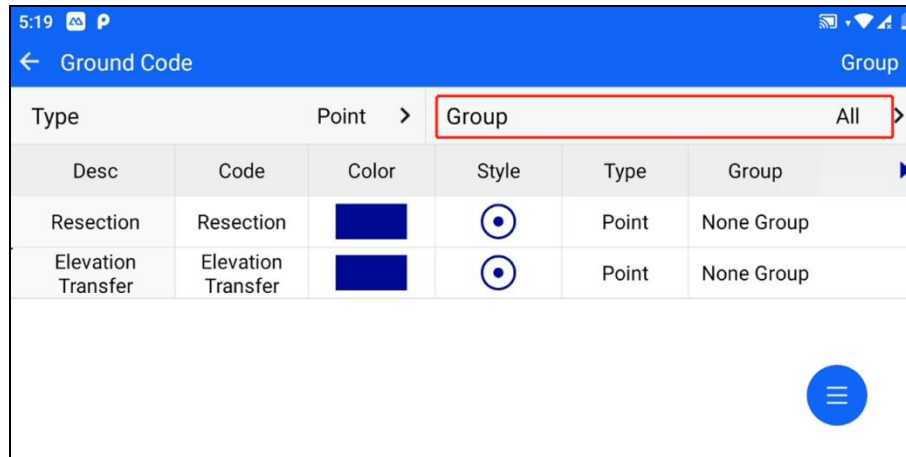 5:19
Ground Code Group
Type Point Group All
Desc Code Color Style Type Group
Resection Resection Point None Group
Elevation Transfer Elevation Transfer Point None Group